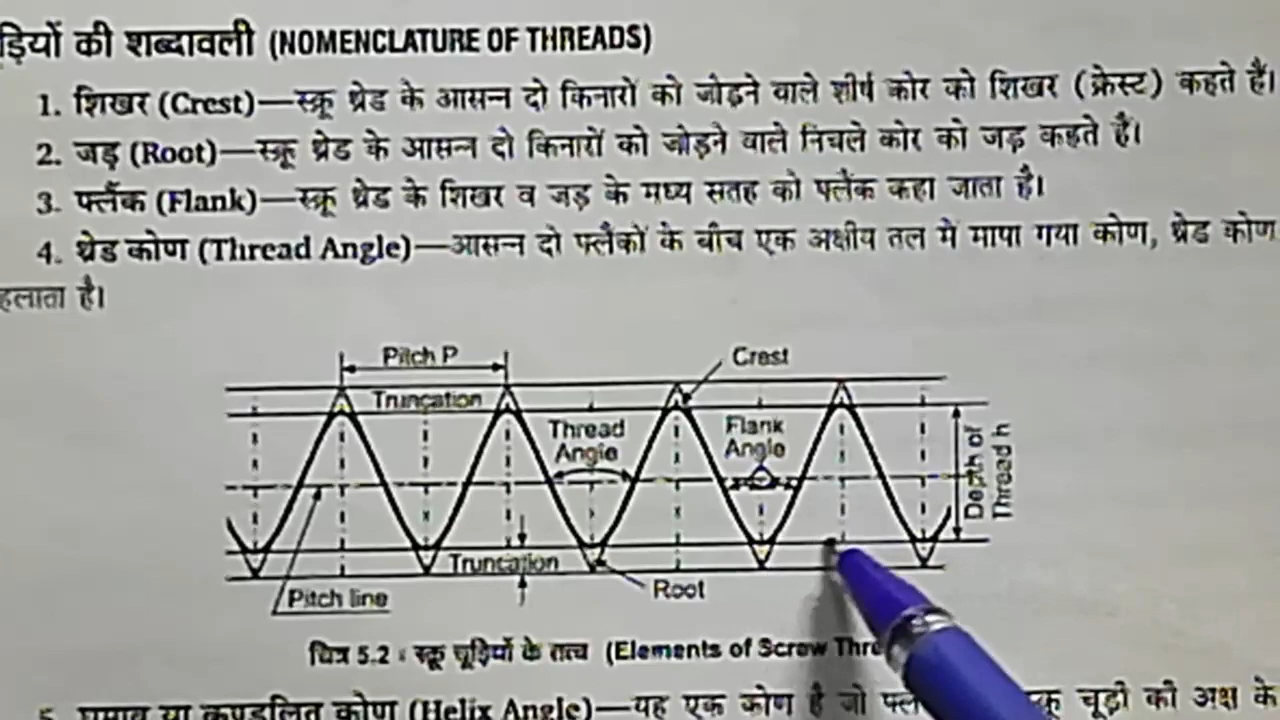 ड़ियों की शब्दावली (NOMENCLATURE OF THREADS)
1. शिखर (Crest)—स्क्रू थ्रेड के आसन्न दो किनारों को जोड़ने वाले शीर्ष कोर को शिखर (क्रेस्ट) कहते हैं।
2. जड़ (Root)—स्क्रू थ्रेड के आसन्न दो किनारों को जोड़ने वाले निचले कोर को जड़ कहते हैं।
3. फ्लैंक (Flank)—स्क्रू थ्रेड के शिखर व जड़ के मध्य सतह को फ्लैंक कहा जाता है।
4. थ्रेड कोण (Thread Angle)—आसन्न दो फ्लैंकों के बीच एक अक्षीय तल में मापा गया कोण, थ्रेड कोण
हलाता है।
Pitch P
Crest
Truncation
Thread
Angle
Flank
Angle
Depth of
Thread h
Truncation
Root
Pitch line
चित्र 5.2 : स्क्रू चूड़ियों के तत्व (Elements of Screw Thre
5. घुमाव या कुण्डलित कोण (Helix Angle)—यह एक कोण है जो चूड़ी की अक्ष के